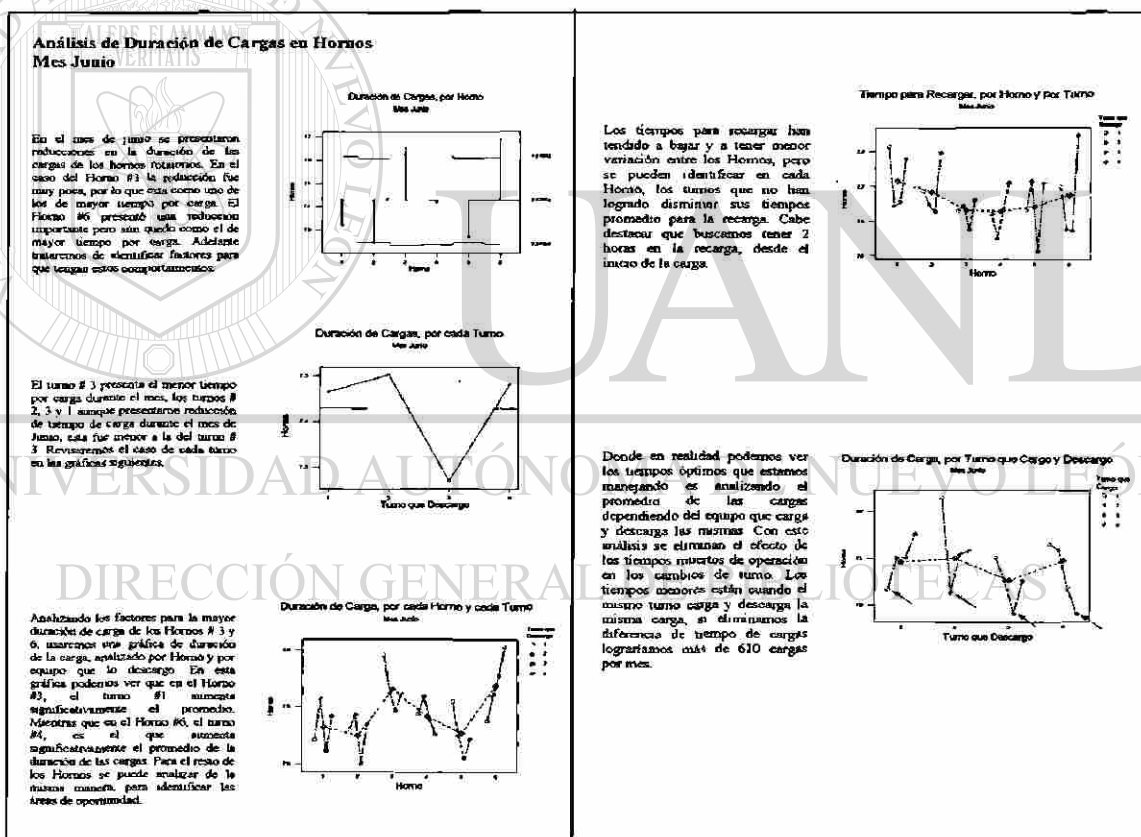 Análisis de Duración de Cargas en Hornos
Mes Junio
En el mes de junio se presentaron
reducciones en la duración de las
cargas de los hornos rotatorios. En el
caso del Horno #3 la reducción fue
muy poca, por lo que esta como uno de
los de mayor tiempo por carga. El
Horno #6 presentó una reducción
importante pero aún quedo como el de
mayor tiempo por carga. Adelante
trataremos de identificar factores para
que tengan estos comportamientos.
Duración de Cargas, por Horno
Mes Junio
Horas
Horno
El turno # 3 presenta el menor tiempo
por carga durante el mes, los turnos #
2, 3 y 1 aunque presentaron reducción
de tiempo de carga durante el mes de
Junio, esta fue menor a la del turno #
3. Revisaremos el caso de cada turno
en las gráficas siguientes.
Duración de Cargas, por cada Turno
Mes Junio
Horas
Turno que Descargo
Analizando los factores para la mayor
duración de carga de los Hornos # 3 y
6, usaremos una gráfica de duración
de la carga, analizado por Horno y por
equipo que lo descargo. En esta
gráfica podemos ver que en el Horno
#3, el turno #1 aumenta
significativamente el promedio.
Mientras que en el Horno #6, el turno
#4, es el que aumenta
significativamente el promedio de la
duración de las cargas. Para el resto de
los Hornos se puede analizar de la
misma manera, para identificar las
áreas de oportunidad.
Duración de Carga, por cada Horno y cada Turno
Mes Junio
Horas
Horno
Los tiempos para recargar han
tendido a bajar y a tener menor
variación entre los Hornos, pero
se pueden identificar en cada
Horno, los turnos que no han
logrado disminuir sus tiempos
promedio para la recarga. Cabe
destacar que buscamos tener 2
horas en la recarga, desde el
inicio de la carga.
Tiempo para Recargar, por Horno y por Turno
Mes Junio
Horas
Horno
Donde en realidad podemos ver
los tiempos óptimos que estamos
manejando es analizando el
promedio de las cargas
dependiendo del equipo que carga
y descarga las mismas. Con este
análisis se eliminan el efecto de
los tiempos muertos de operación
en los cambios de turno. Los
tiempos menores están cuando el
mismo turno carga y descarga la
misma carga, si eliminamos la
diferencia de tiempo de cargas
lograríamos más de 610 cargas
por mes.
Duración de Carga, por Turno que Cargo y Descargo
Mes Junio
Horas
Turno que Descargo
UANL
UNIVERSIDAD AUTÓNOMA DE NUEVO LEÓN
DIRECCIÓN GENERAL DE BIBLIOTECAS
ALERE FLAMMAM
VERITATIS